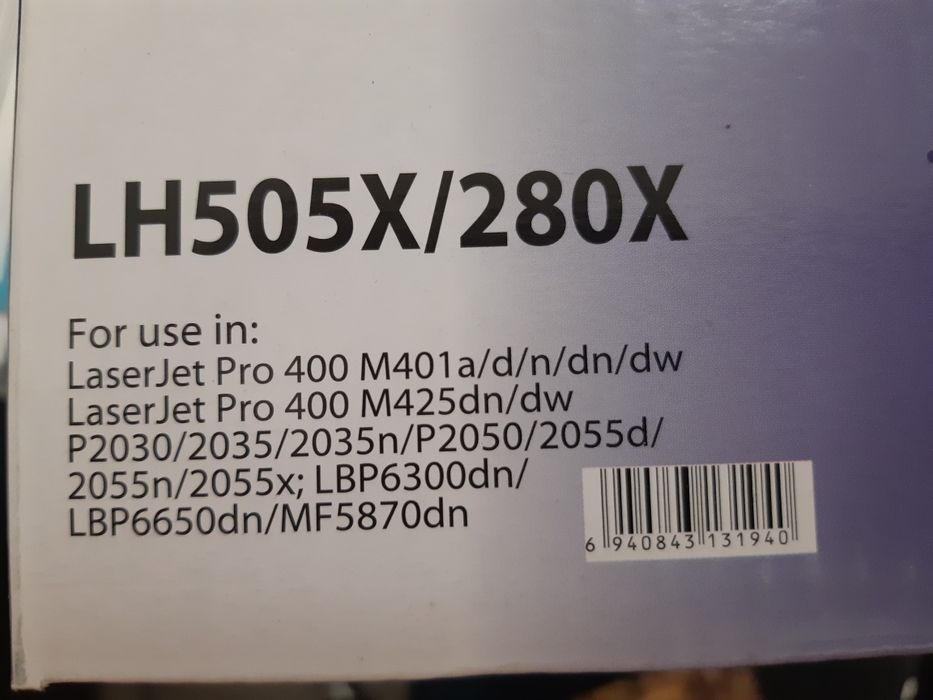 LH505X/280X
For use in:
LaserJet Pro 400 M401a/d/n/dn/dw
LaserJet Pro 400 M425dn/dw
P2030/2035/2035n/P2050/2055d/
2055n/2055x; LBP6300dn/
LBP6650dn/MF5870dn
6 940843 131940